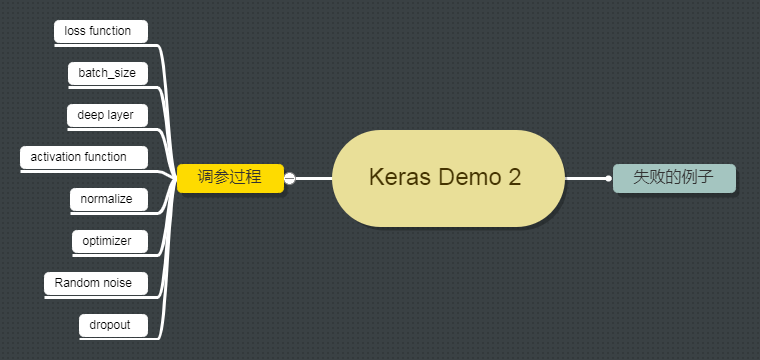 loss function
batch_size
deep layer
activation function
normalize
optimizer
Random noise
dropout
调参过程
Keras Demo 2
失败的例子